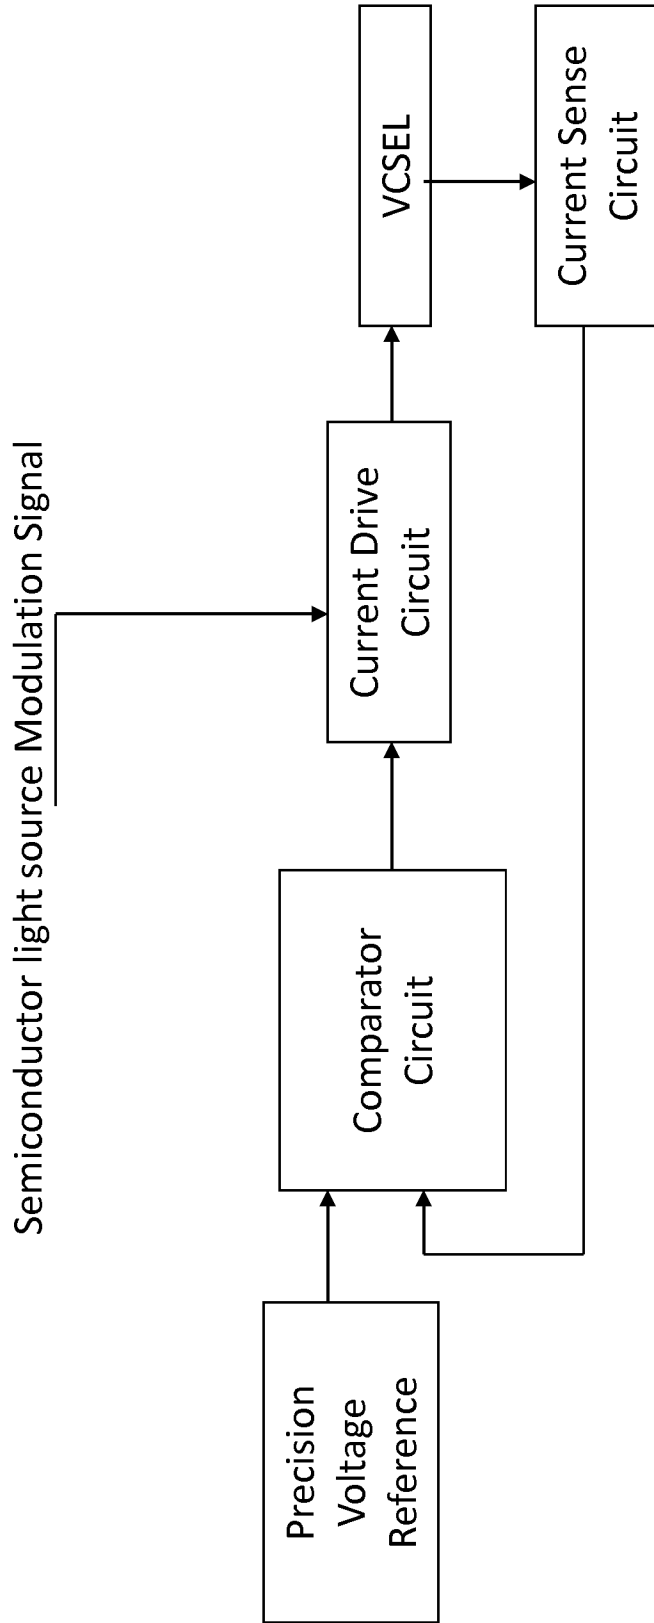 Semiconductor light source Modulation Signal
Precision
Voltage
Reference
Comparator
Circuit
Current Drive
Circuit
VCSEL
Current Sense
Circuit